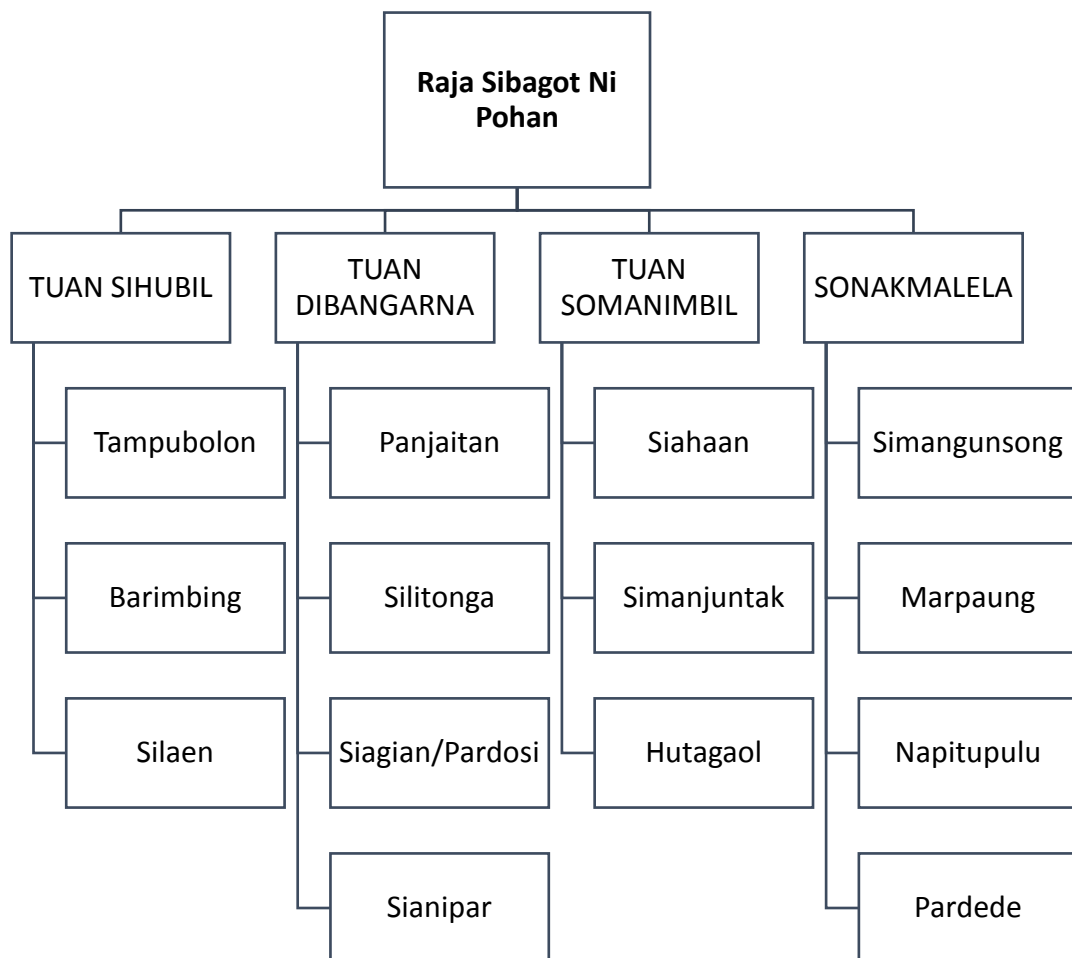 Raja Sibagot Ni
Pohan
TUAN SIHUBIL
TUAN
DIBANGARNA
TUAN
SOMANIMBIL
SONAKMALELA
Tampubolon
Panjaitan
Siahaan
Simangunsong
Barimbing
Silitonga
Simanjuntak
Marpaung
Silaen
Siagian/Pardosi
Hutagaol
Napitupulu
Sianipar
Pardede